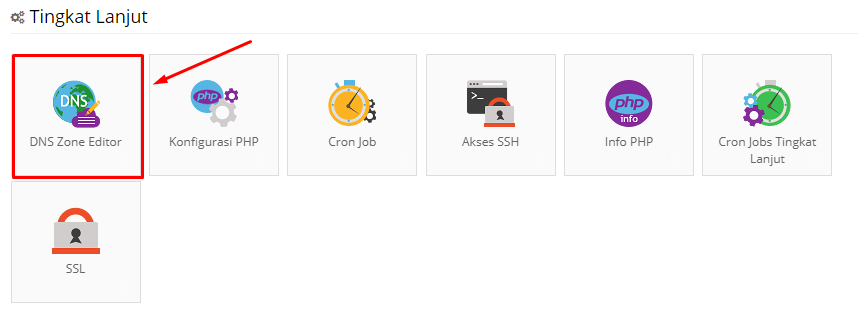 Tingkat Lanjut
DNS
php
>_
php
info
DNS Zone Editor
Konfigurasi PHP
Cron Job
Akses SSH
Info PHP
Cron Jobs Tingkat
Lanjut
SSL